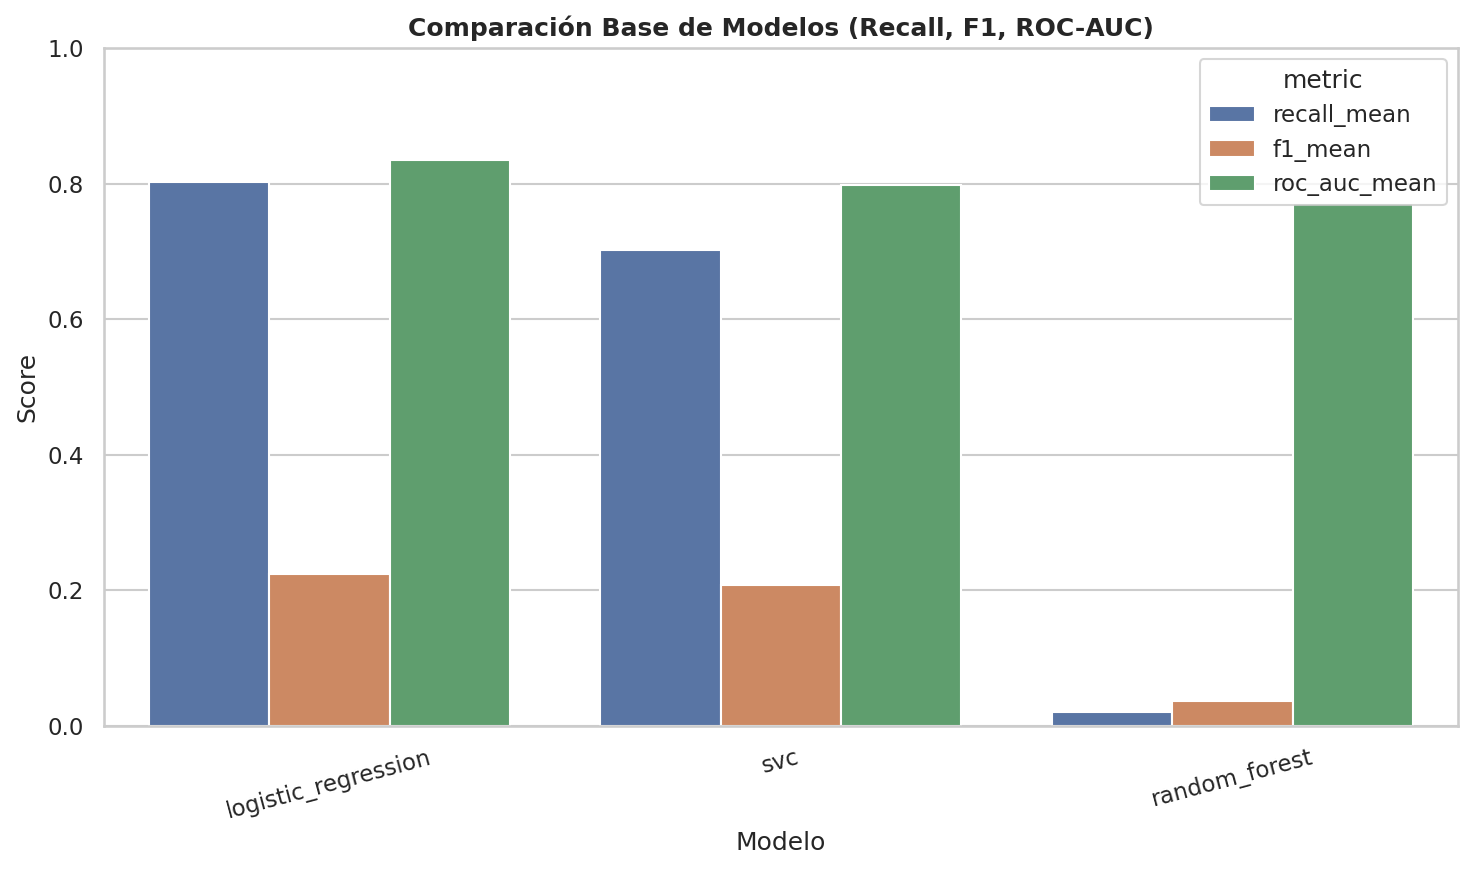 Comparación Base de Modelos (Recall, F1, ROC-AUC)
1.0
0.8
0.6
0.4
0.2
0.0
Score
metric
recall_mean
f1_mean
roc_auc_mean
logistic_regression
svc
random_forest
Modelo